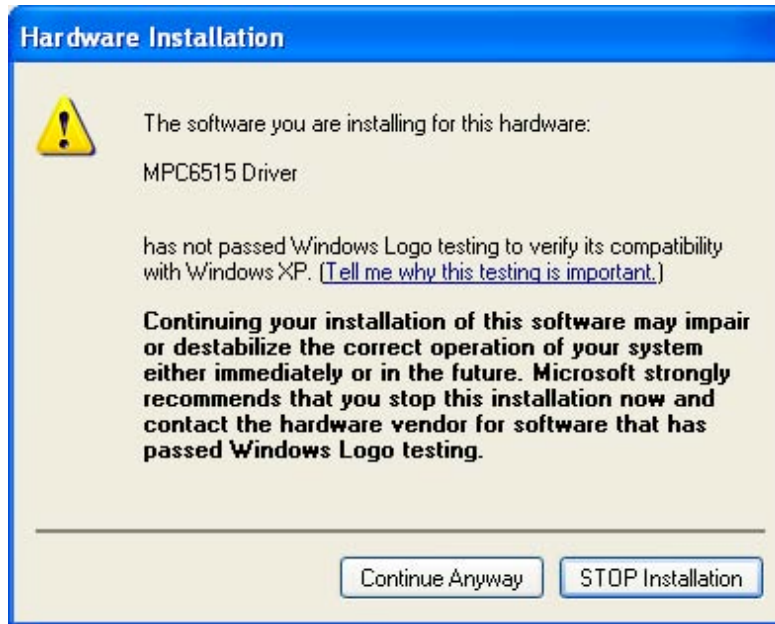 Hardware Installation
The software you are installing for this hardware:
MPC6515 Driver
has not passed Windows Logo testing to verify its compatibility
with Windows XP. (Tell me why this testing is important.)
Continuing your installation of this software may impair
or destabilize the correct operation of your system
either immediately or in the future. Microsoft strongly
recommends that you stop this installation now and
contact the hardware vendor for software that has
passed Windows Logo testing.
Continue Anyway
STOP Installation